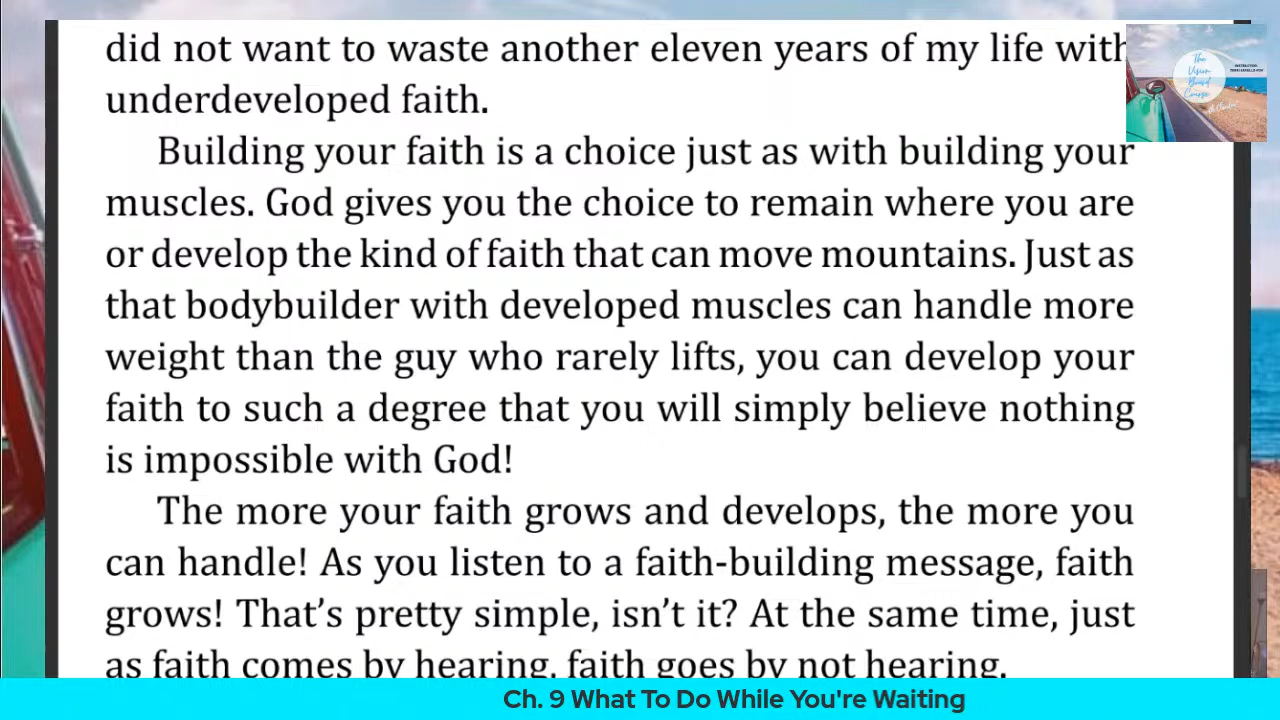 did not want to waste another eleven years of my life with
underdeveloped faith.
Building your faith is a choice just as with building your
muscles. God gives you the choice to remain where you are
or develop the kind of faith that can move mountains. Just as
that bodybuilder with developed muscles can handle more
weight than the guy who rarely lifts, you can develop your
faith to such a degree that you will simply believe nothing
is impossible with God!
The more your faith grows and develops, the more you
can handle! As you listen to a faith-building message, faith
grows! That's pretty simple, isn't it? At the same time, just
as faith comes by hearing, faith goes by not hearing.
The
Vision
Board
Course
Ch. 9 What To Do While You're Waiting